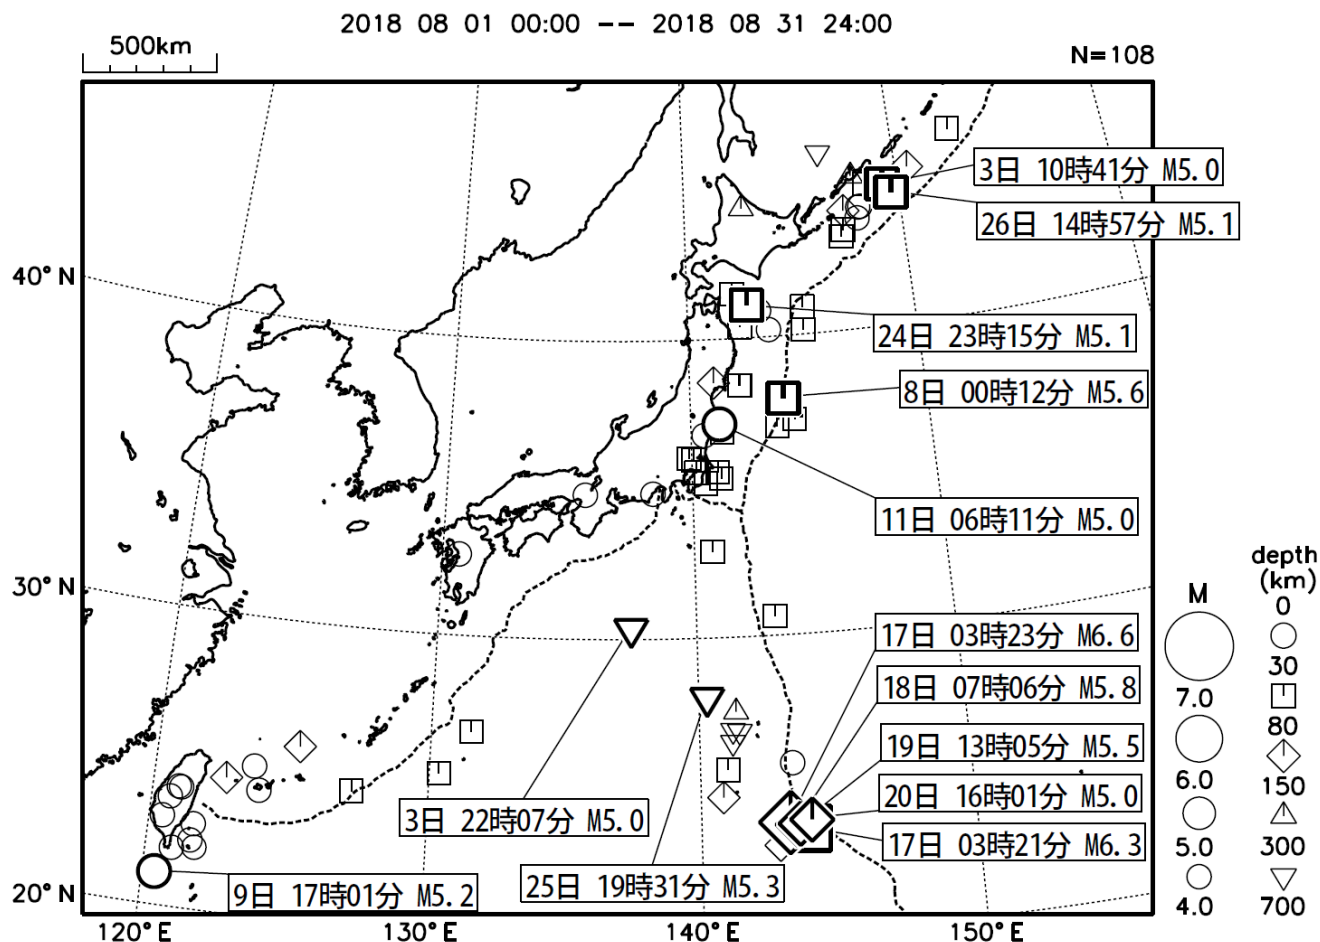 2018 08 01 00:00 -- 2018 08 31 24:00
500km
N=108
3日 10時41分 M5.0
26日 14時57分 M5.1
40°N
24日 23時15分 M5.1
8日 00時12分 M5.6
11日 06時11分 M5.0
depth
(km)
30°N
M
0
17日 03時23分 M6.6
30
18日 07時06分 M5.8
7.0
80
19日 13時05分 M5.5
6.0
150
20日 16時01分 M5.0
3日 22時07分 M5.0
17日 03時21分 M6.3
5.0
300
25日 19時31分 M5.3
9日 17時01分 M5.2
20°N
4.0
700
120°E
130°E
140°E
150°E